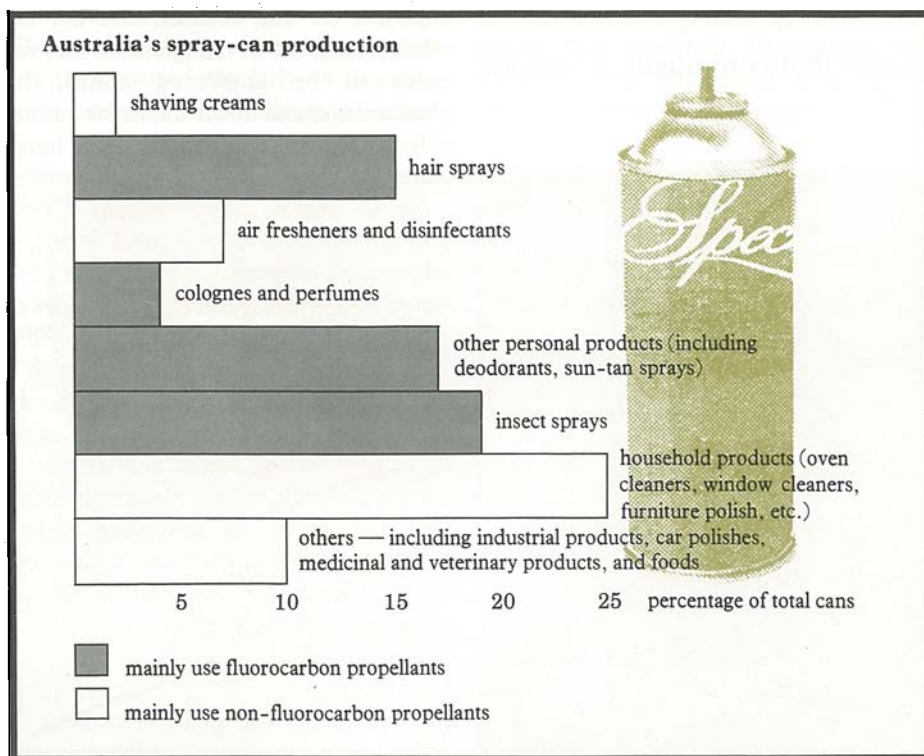 Australia's spray-can production
shaving creams
hair sprays
air fresheners and disinfectants
colognes and perfumes
other personal products (including
deodorants, sun-tan sprays)
insect sprays
household products (oven
cleaners, window cleaners,
furniture polish, etc.)
others — including industrial products, car polishes,
medicinal and veterinary products, and foods
5 10 15 20 25 percentage of total cans
mainly use fluorocarbon propellants
mainly use non-fluorocarbon propellants
Spec